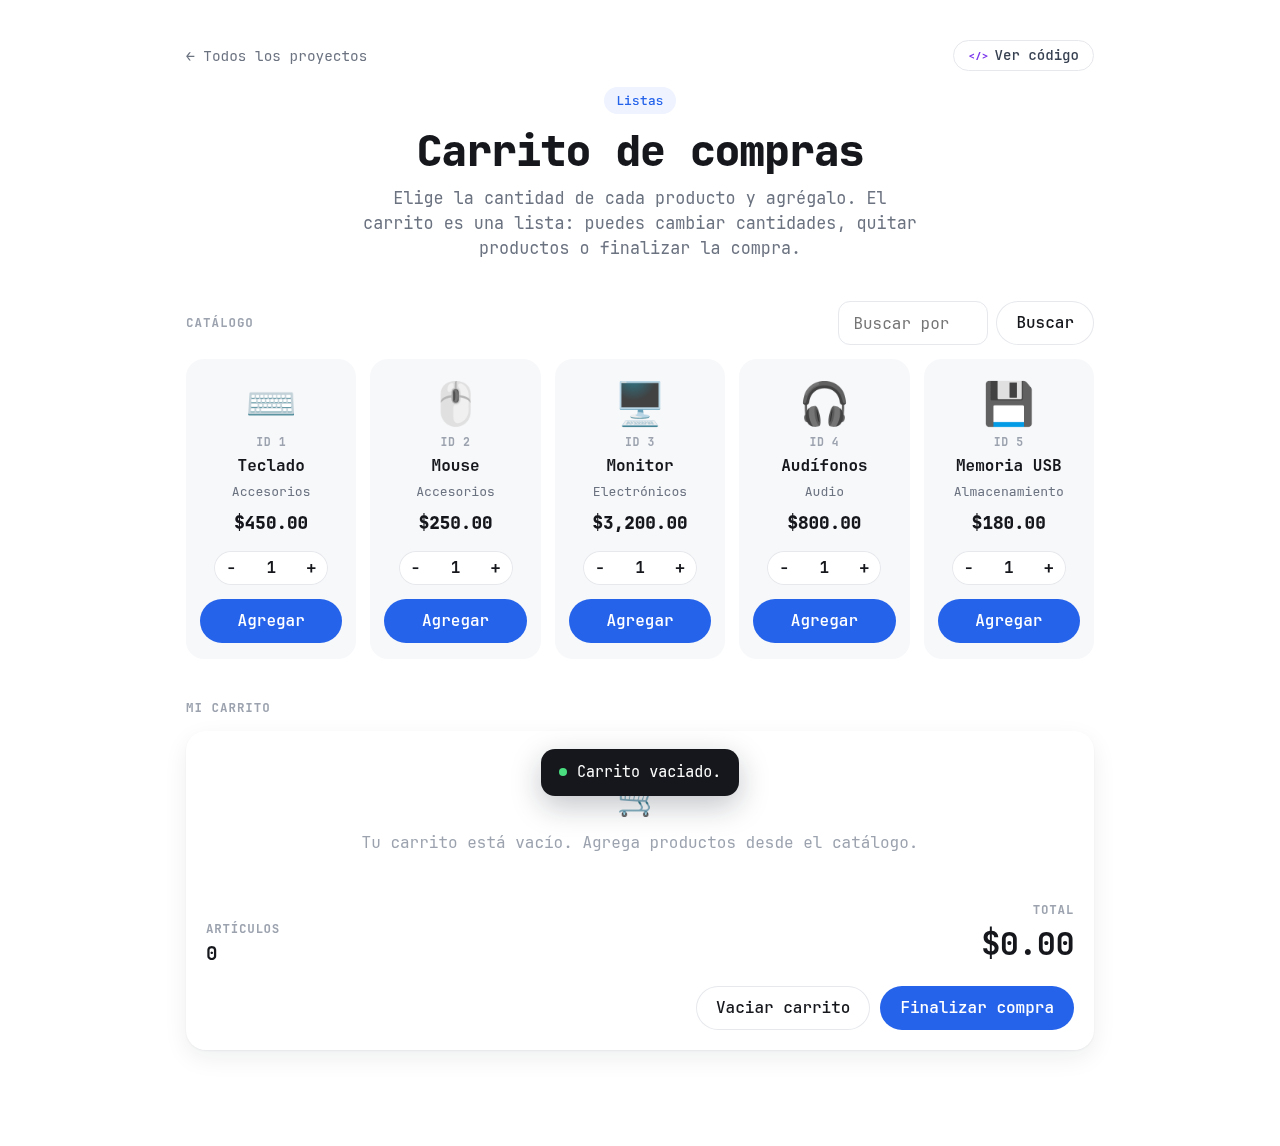 ← Todos los proyectos
</> Ver código
Listas
Carrito de compras
Elige la cantidad de cada producto y agrégalo. El
carrito es una lista: puedes cambiar cantidades, quitar
productos o finalizar la compra.
CATÁLOGO
Buscar por
Buscar
ID 1
Teclado
Accesorios
$450.00
- 1 +
Agregar
ID 2
Mouse
Accesorios
$250.00
- 1 +
Agregar
ID 3
Monitor
Electrónicos
$3,200.00
- 1 +
Agregar
ID 4
Audífonos
Audio
$800.00
- 1 +
Agregar
ID 5
Memoria USB
Almacenamiento
$180.00
- 1 +
Agregar
MI CARRITO
Carrito vaciado.
Tu carrito está vacío. Agrega productos desde el catálogo.
ARTÍCULOS
0
TOTAL
$0.00
Vaciar carrito
Finalizar compra